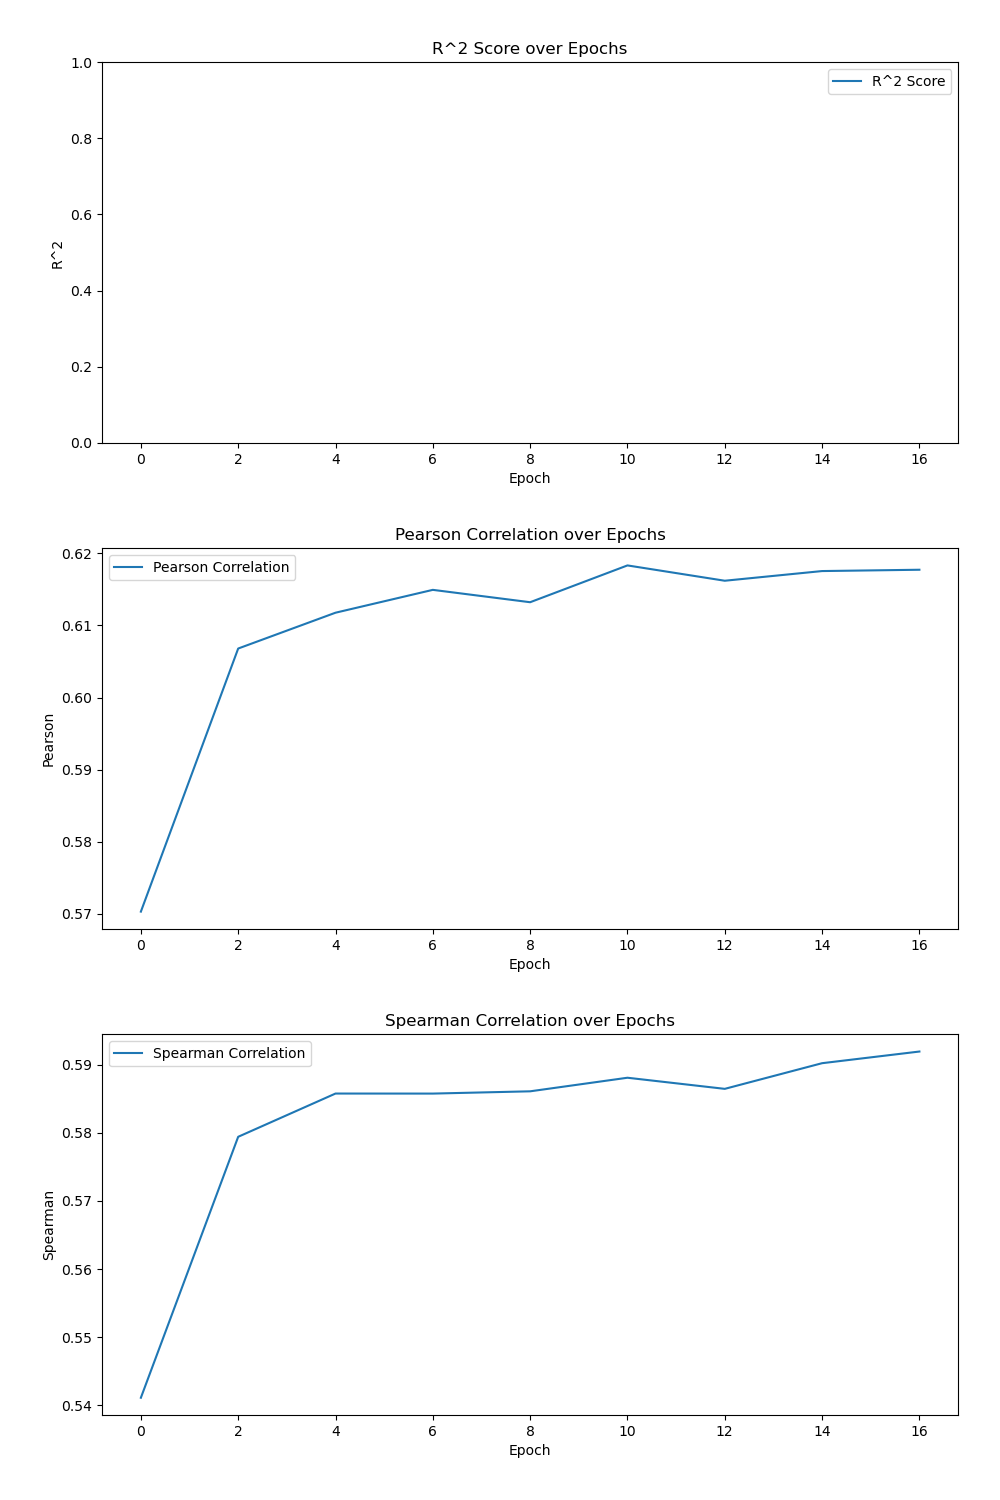 R^2 Score over Epochs
1.0
R^2 Score
0.8
0.6
R^2
0.4
0.2
0.0
0 2 4 6 8 10 12 14 16
Epoch
Pearson Correlation over Epochs
0.62
Pearson Correlation
0.61
0.60
Pearson
0.59
0.58
0.57
0 2 4 6 8 10 12 14 16
Epoch
Spearman Correlation over Epochs
Spearman Correlation
0.59
0.58
0.57
Spearman
0.56
0.55
0.54
0 2 4 6 8 10 12 14 16
Epoch